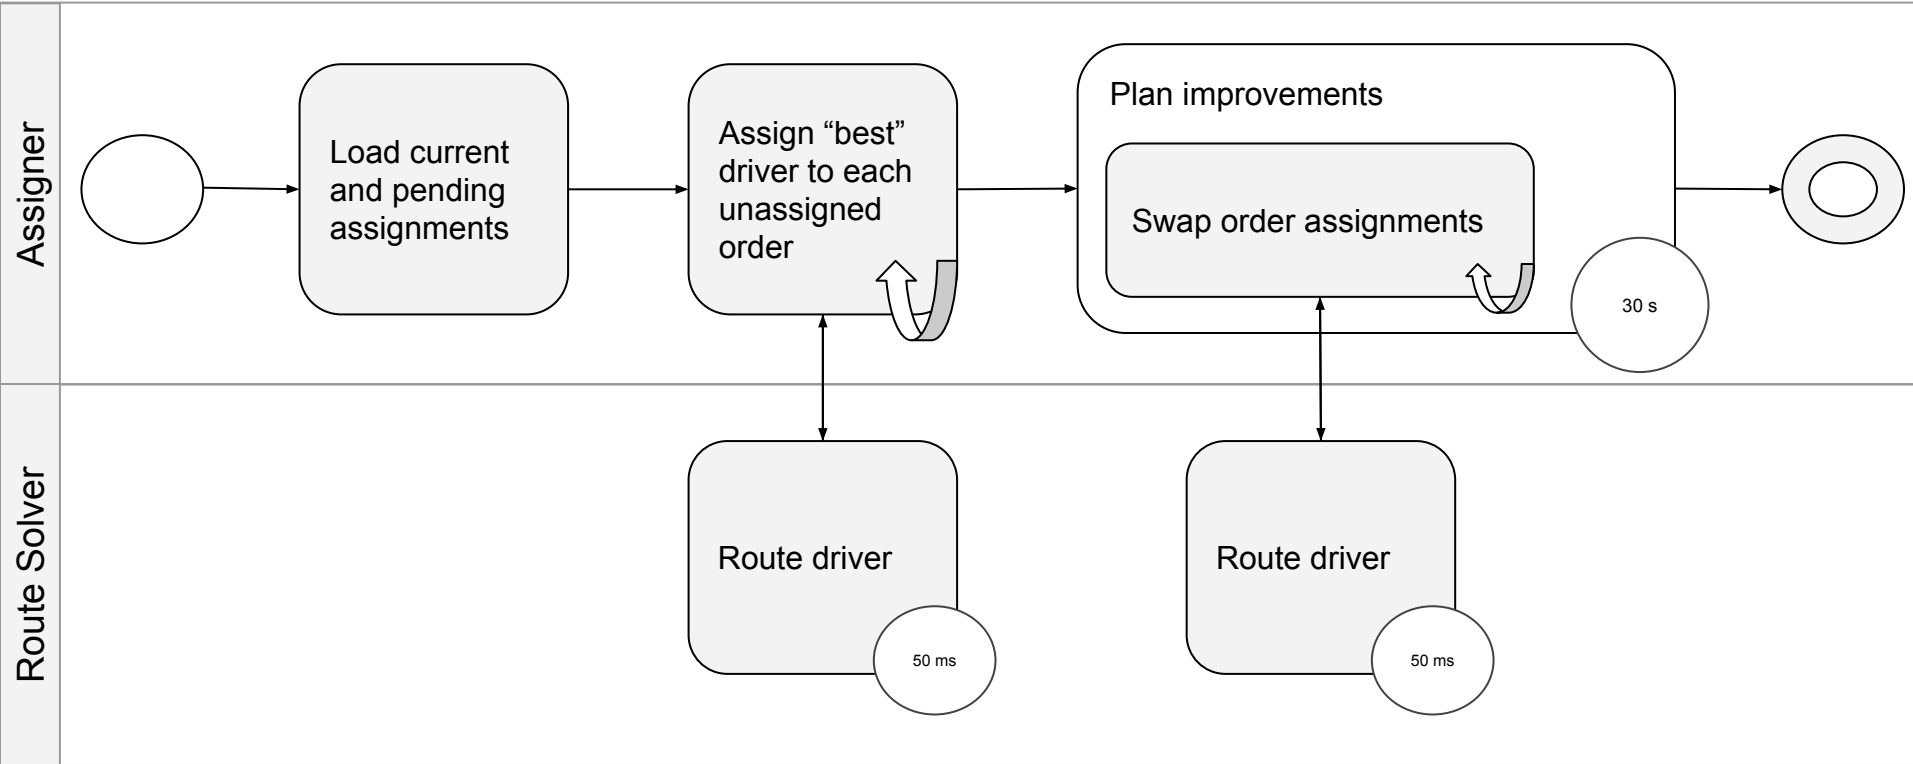 Assigner
Load current
and pending
assignments
Assign “best”
driver to each
unassigned
order
Plan improvements
Swap order assignments
30 s
Route Solver
Route driver
50 ms
Route driver
50 ms